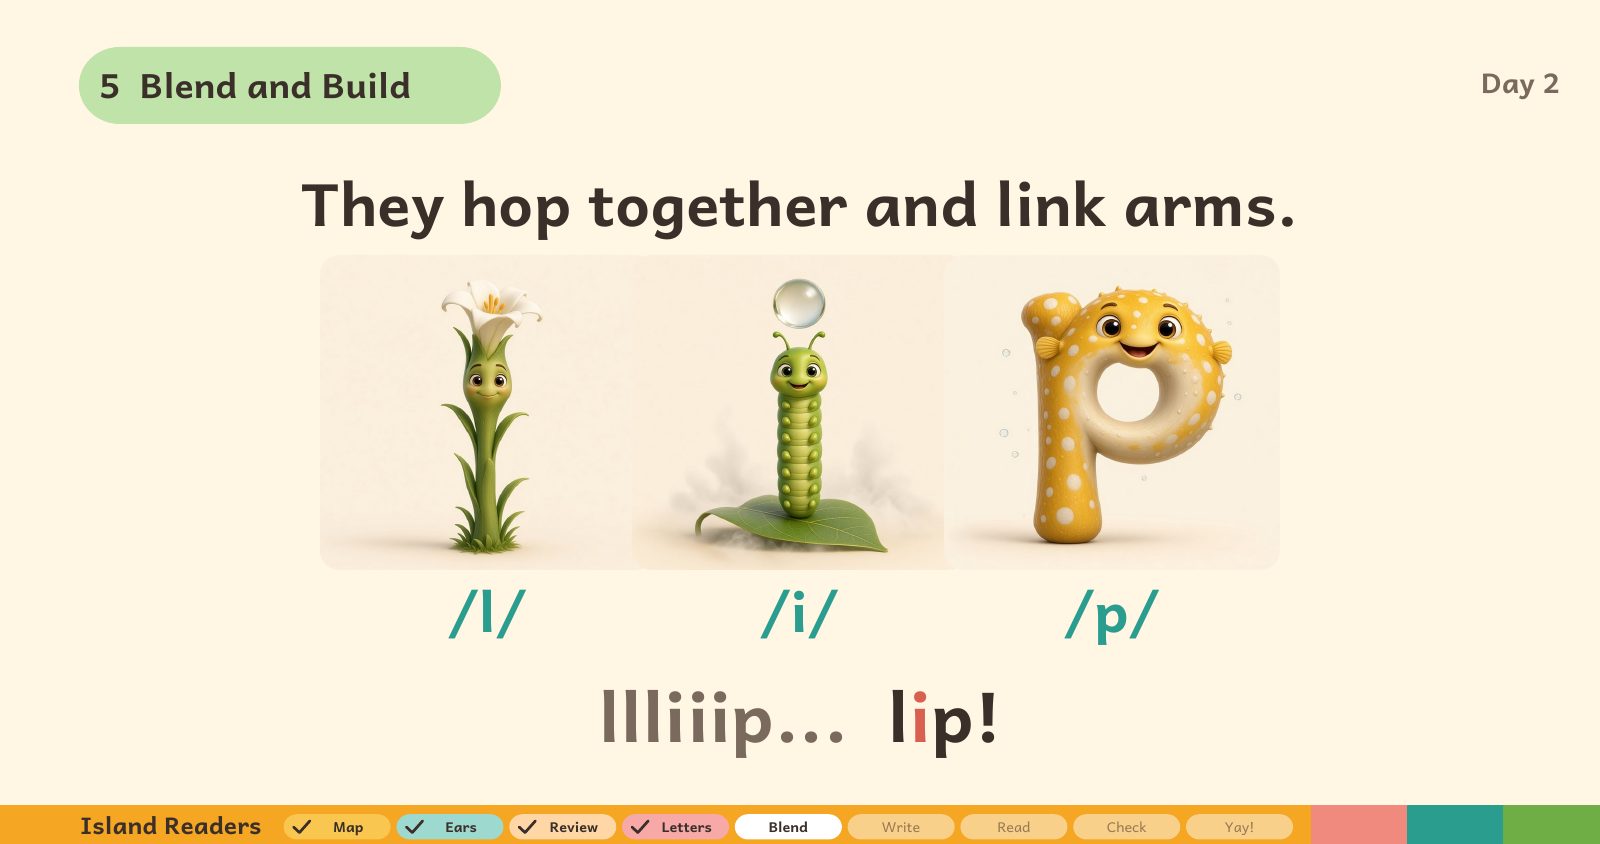 5 Blend and Build
Day 2
They hop together and link arms.
/l/ /i/ /p/
llliiip... lip!
Island Readers Map Ears Review Letters Blend Write Read Check Yay!